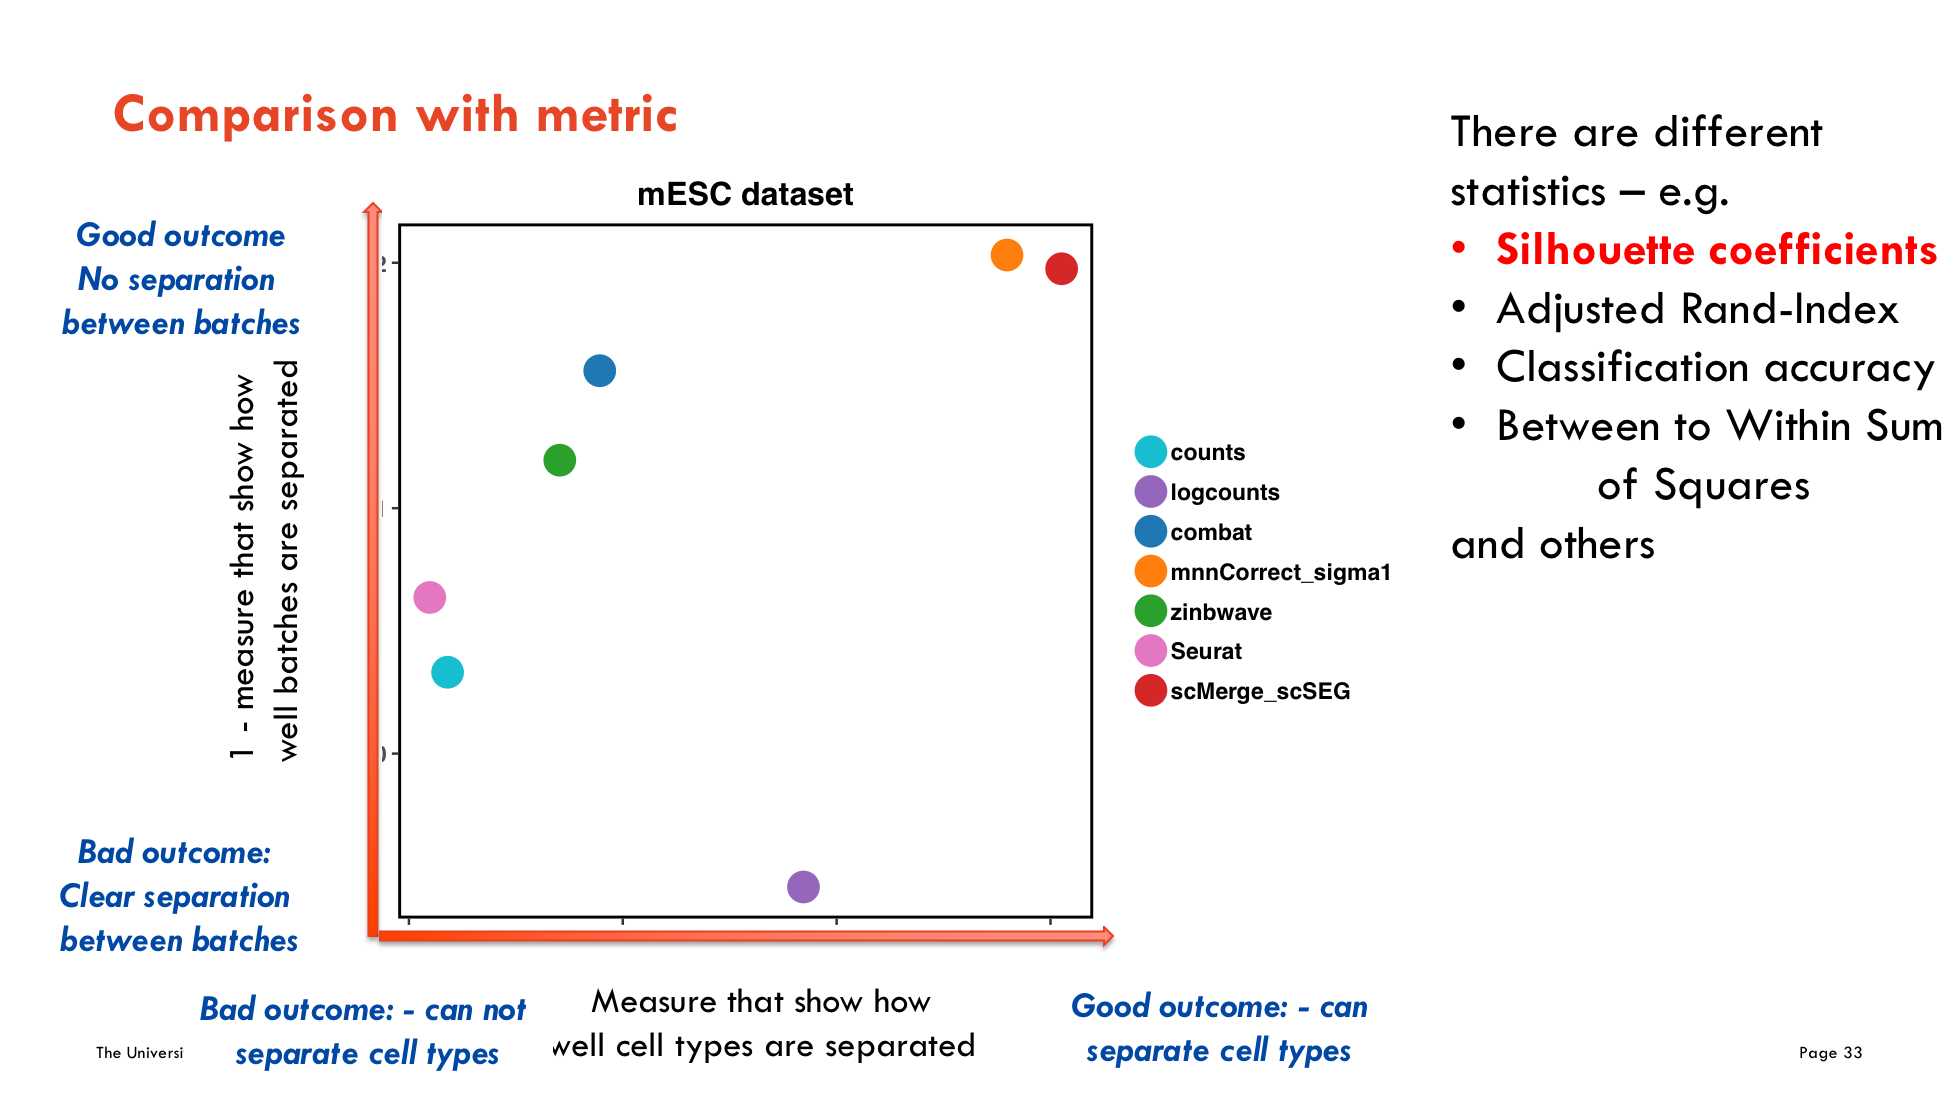 Comparison with metric
mESC dataset
Good outcome
No separation
between batches
1 - measure that show how
well batches are separated
Bad outcome:
Clear separation
between batches
counts
logcounts
combat
mnnCorrect_sigma1
zinbwave
Seurat
scMerge_scSEG
Bad outcome: - can not
separate cell types
Measure that show how
well cell types are separated
Good outcome: - can
separate cell types
There are different
statistics – e.g.
• Silhouette coefficients
• Adjusted Rand-Index
• Classification accuracy
• Between to Within Sum
of Squares
and others
The Universi
Page 33